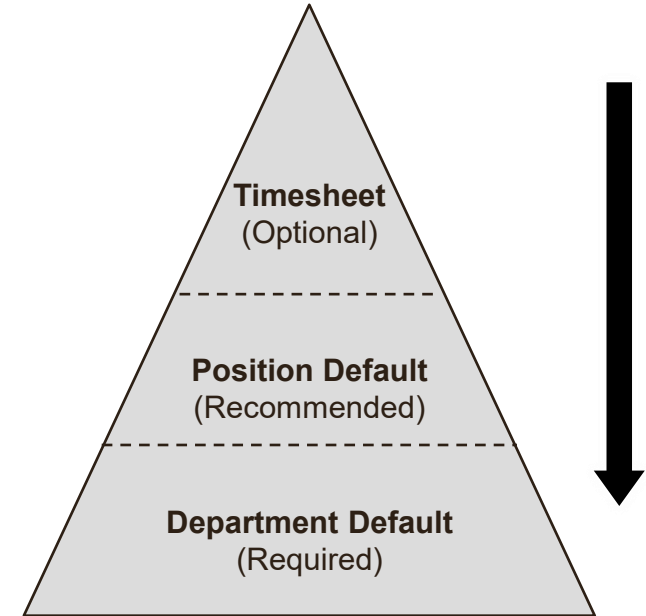 Timesheet
(Optional)
Position Default
(Recommended)
Department Default
(Required)